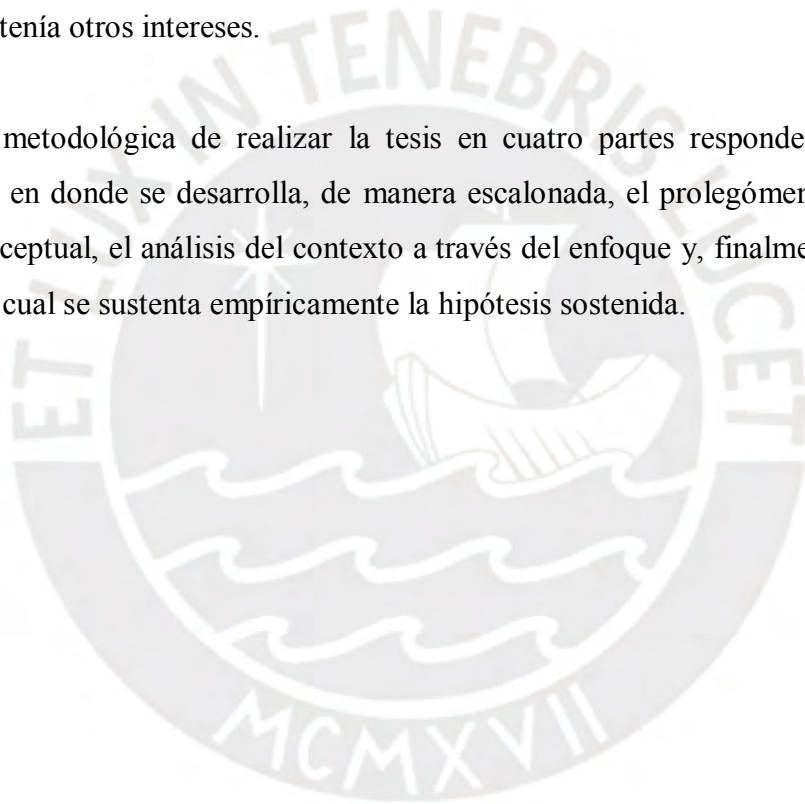 tenía otros intereses.
metodológica de realizar la tesis en cuatro partes responde
en donde se desarrolla, de manera escalonada, el prolegómen
ceptual, el análisis del contexto a través del enfoque y, finalme
cual se sustenta empíricamente la hipótesis sostenida.
ET LUX IN TENEBRIS LUCET
MCMXVII